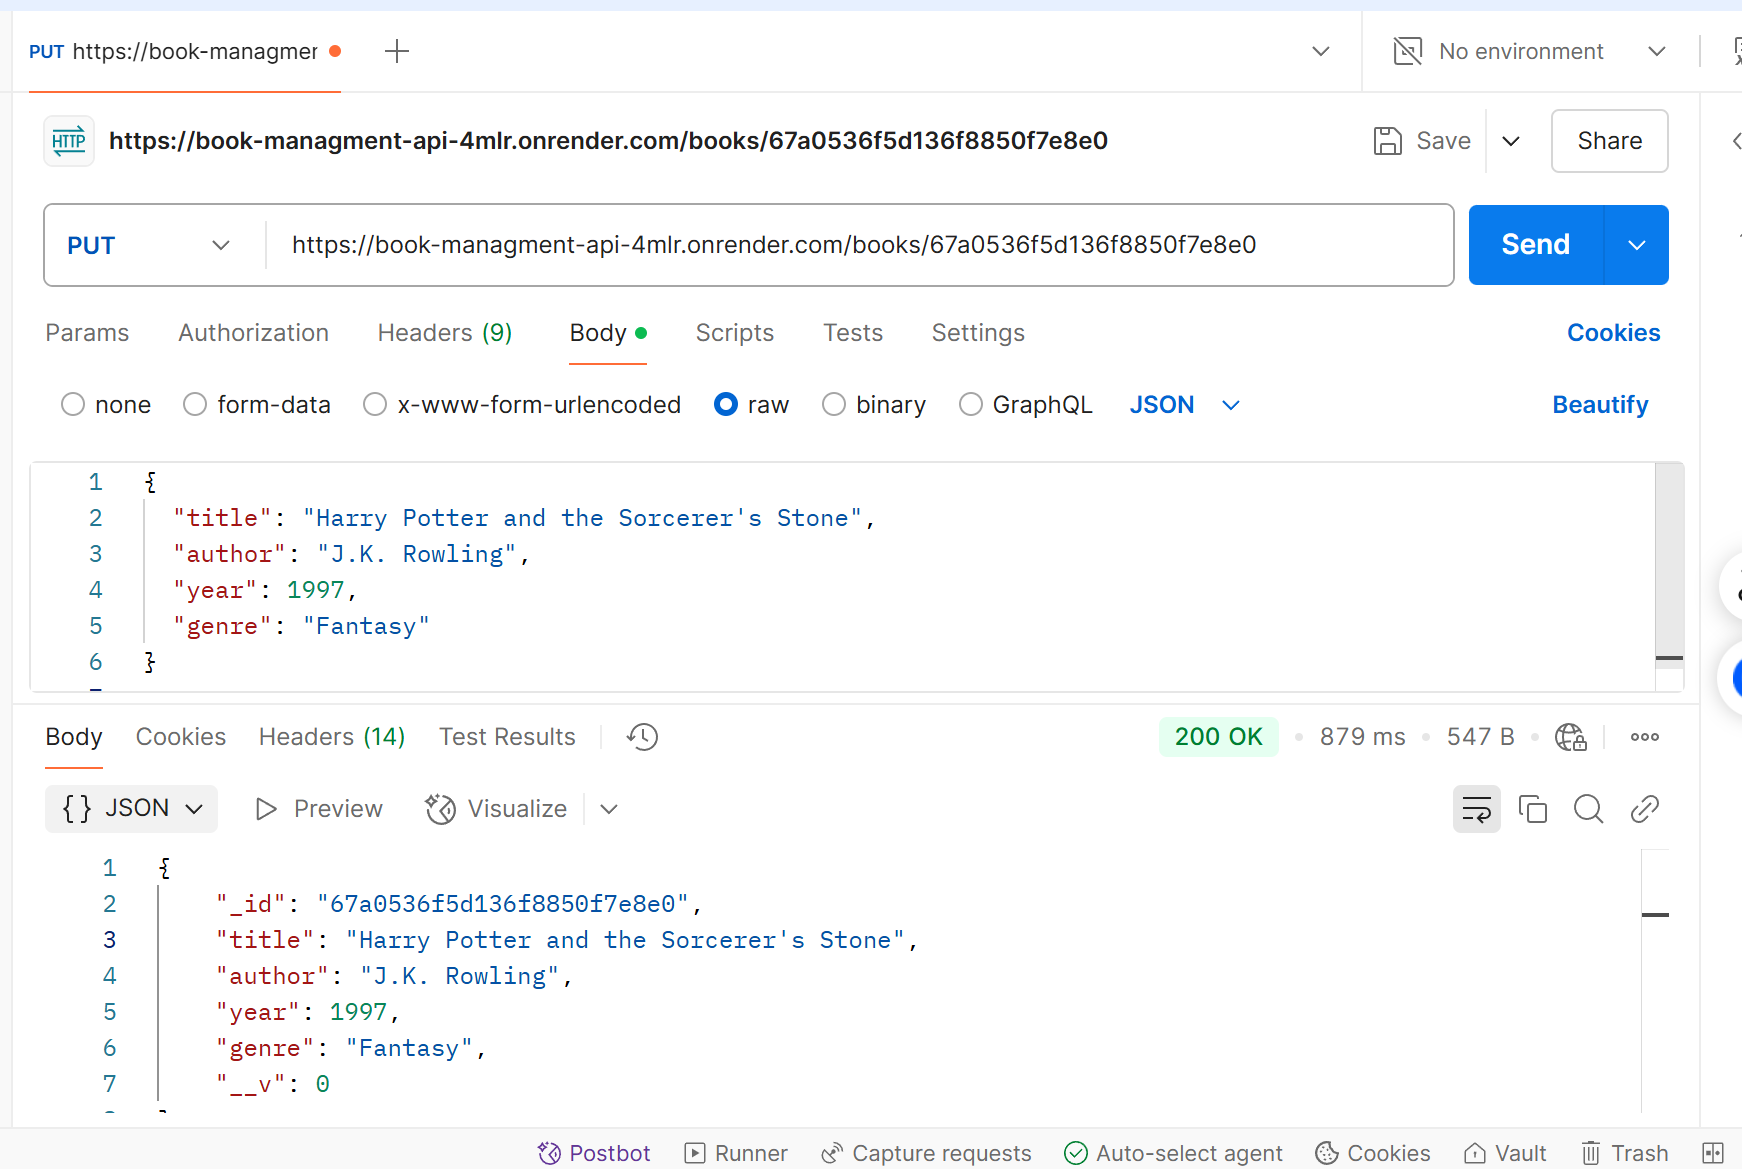 PUT https://book-managmer
No environment
HTTP https://book-managment-api-4mlr.onrender.com/books/67a0536f5d136f8850f7e8e0 Save Share
PUT https://book-managment-api-4mlr.onrender.com/books/67a0536f5d136f8850f7e8e0 Send
Params Authorization Headers (9) Body Scripts Tests Settings Cookies
none form-data x-www-form-urlencoded raw binary GraphQL JSON Beautify
1 {
2 "title": "Harry Potter and the Sorcerer's Stone",
3 "author": "J.K. Rowling",
4 "year": 1997,
5 "genre": "Fantasy"
6 }
Body Cookies Headers (14) Test Results 200 OK 879 ms 547 B
{} JSON Preview Visualize
1 {
2 "_id": "67a0536f5d136f8850f7e8e0",
3 "title": "Harry Potter and the Sorcerer's Stone",
4 "author": "J.K. Rowling",
5 "year": 1997,
6 "genre": "Fantasy",
7 "__v": 0
Postbot Runner Capture requests Auto-select agent Cookies Vault Trash